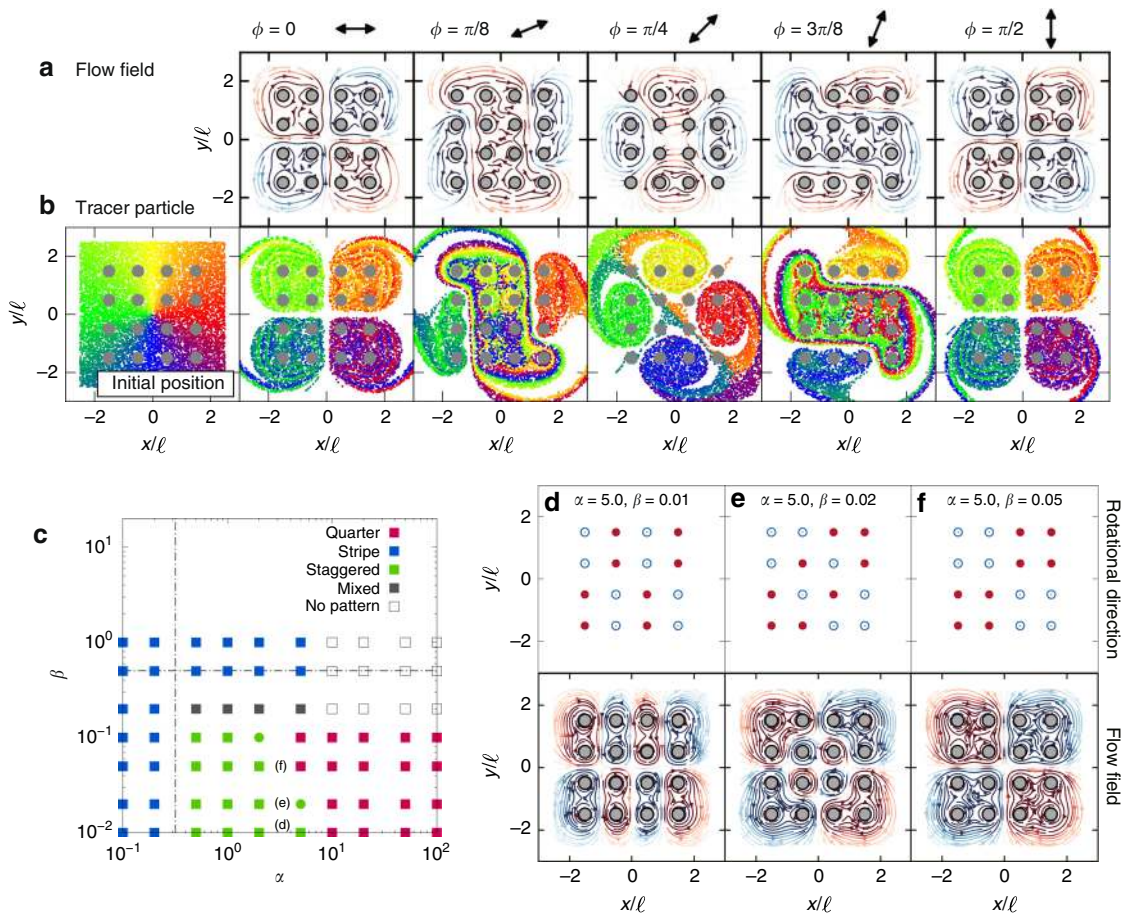 ϕ = 0 ϕ = π/8 ϕ = π/4 ϕ = 3π/8 ϕ = π/2
a Flow field
y/ℓ
2
0
−2
b Tracer particle
y/ℓ
2
0
−2
Initial position
−2 0 2 −2 0 2 −2 0 2 −2 0 2 −2 0 2 −2 0 2
x/ℓ x/ℓ x/ℓ x/ℓ x/ℓ x/ℓ
c
Quarter
Stripe
Staggered
Mixed
No pattern
β
10¹
10⁰
10⁻¹
10⁻²
(f)
(e)
(d)
10⁻¹ 10⁰ 10¹ 10²
α
d e f
α = 5.0, β = 0.01 α = 5.0, β = 0.02 α = 5.0, β = 0.05
Rotational direction
y/ℓ
2
0
−2
Flow field
y/ℓ
2
0
−2
−2 0 2 −2 0 2 −2 0 2
x/ℓ x/ℓ x/ℓ